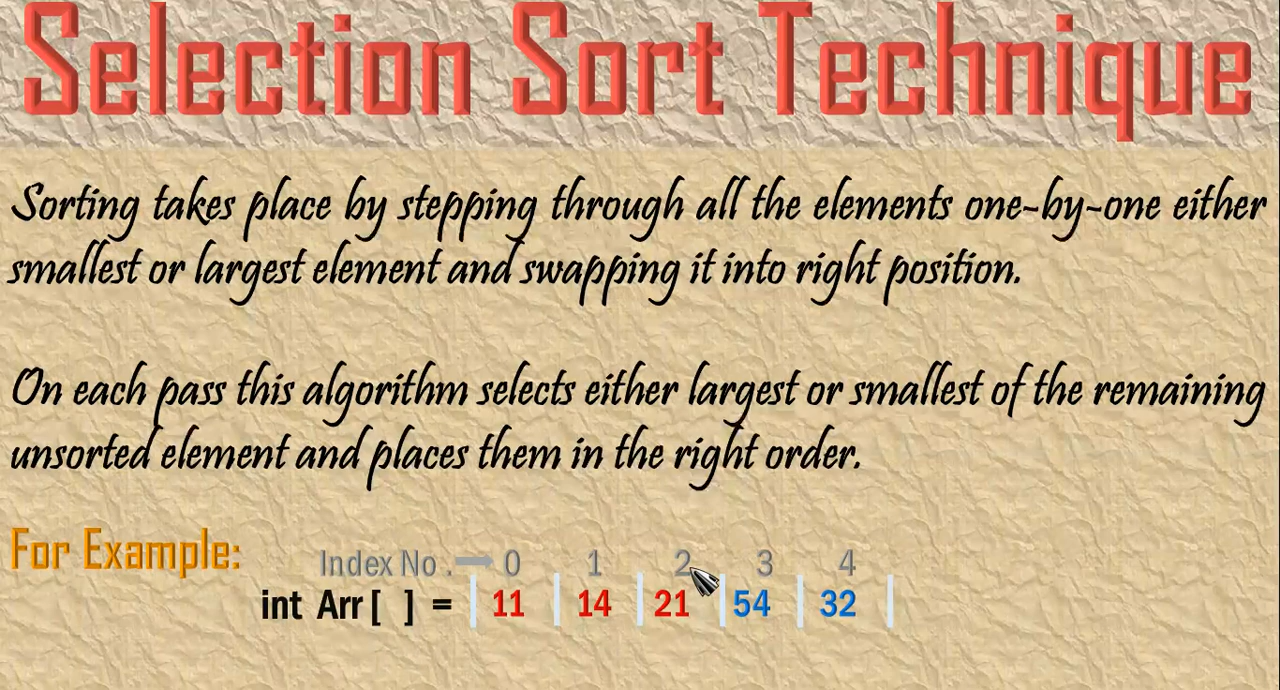 Selection Sort Technique
Sorting takes place by stepping through all the elements one-by-one either
smallest or largest element and swapping it into right position.
On each pass this algorithm selects either largest or smallest of the remaining
unsorted element and places them in the right order.
For Example:
Index No . 0 1 2 3 4
int Arr [ ] = | 11 | 14 | 21 | 54 | 32 |